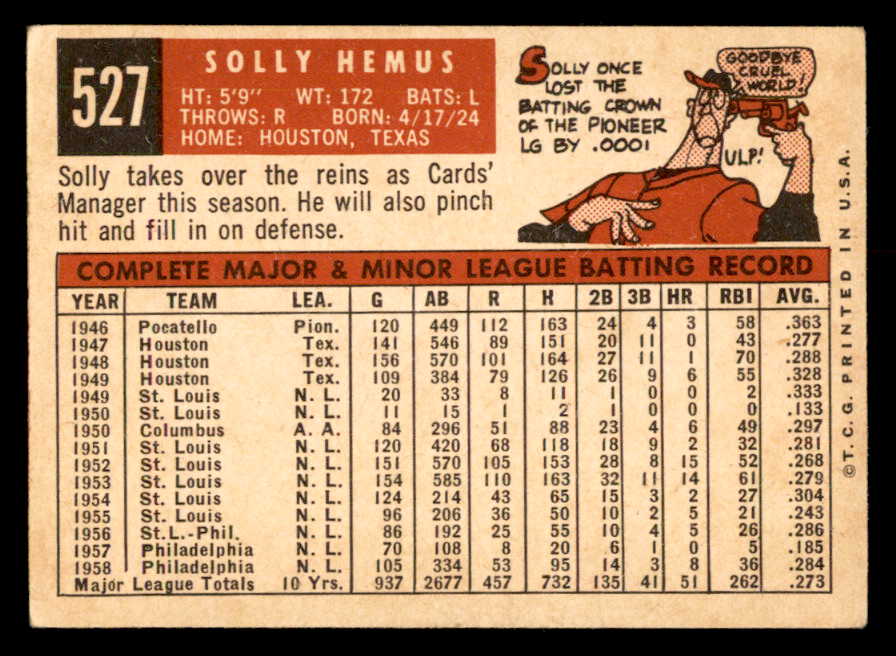 527
SOLLY HEMUS
HT: 5'9" WT: 172 BATS: L
THROWS: R BORN: 4/17/24
HOME: HOUSTON, TEXAS
Solly takes over the reins as Cards'
Manager this season. He will also pinch
hit and fill in on defense.
SOLLY ONCE
LOST THE
BATTING CROWN
OF THE PIONEER
LG BY .0001
GOODBYE
CRUEL
WORLD!
ULP!
COMPLETE MAJOR & MINOR LEAGUE BATTING RECORD
YEAR TEAM LEA. G AB R H 2B 3B HR RBI AVG.
1946 Pocatello Pion. 120 449 112 163 24 4 3 58 .363
1947 Houston Tex. 141 546 89 151 20 11 0 43 .277
1948 Houston Tex. 156 570 101 164 27 11 1 70 .288
1949 Houston Tex. 109 384 79 126 26 9 6 55 .328
1949 St. Louis N. L. 20 33 8 11 1 0 0 2 .333
1950 St. Louis N. L. 11 15 1 2 1 0 0 0 .133
1950 Columbus A. A. 84 296 51 88 23 4 6 49 .297
1951 St. Louis N. L. 120 420 68 118 18 9 2 32 .281
1952 St. Louis N. L. 151 570 105 153 28 8 15 52 .268
1953 St. Louis N. L. 154 585 110 163 32 11 14 61 .279
1954 St. Louis N. L. 124 214 43 65 15 3 2 27 .304
1955 St. Louis N. L. 96 206 36 50 10 2 5 21 .243
1956 St.L.-Phil. N. L. 86 192 25 55 10 4 5 26 .286
1957 Philadelphia N. L. 70 108 8 20 6 1 0 5 .185
1958 Philadelphia N. L. 105 334 53 95 14 3 8 36 .284
Major League Totals 10 Yrs. 937 2677 457 732 135 41 51 262 .273
©T.C.G. PRINTED IN U.S.A.